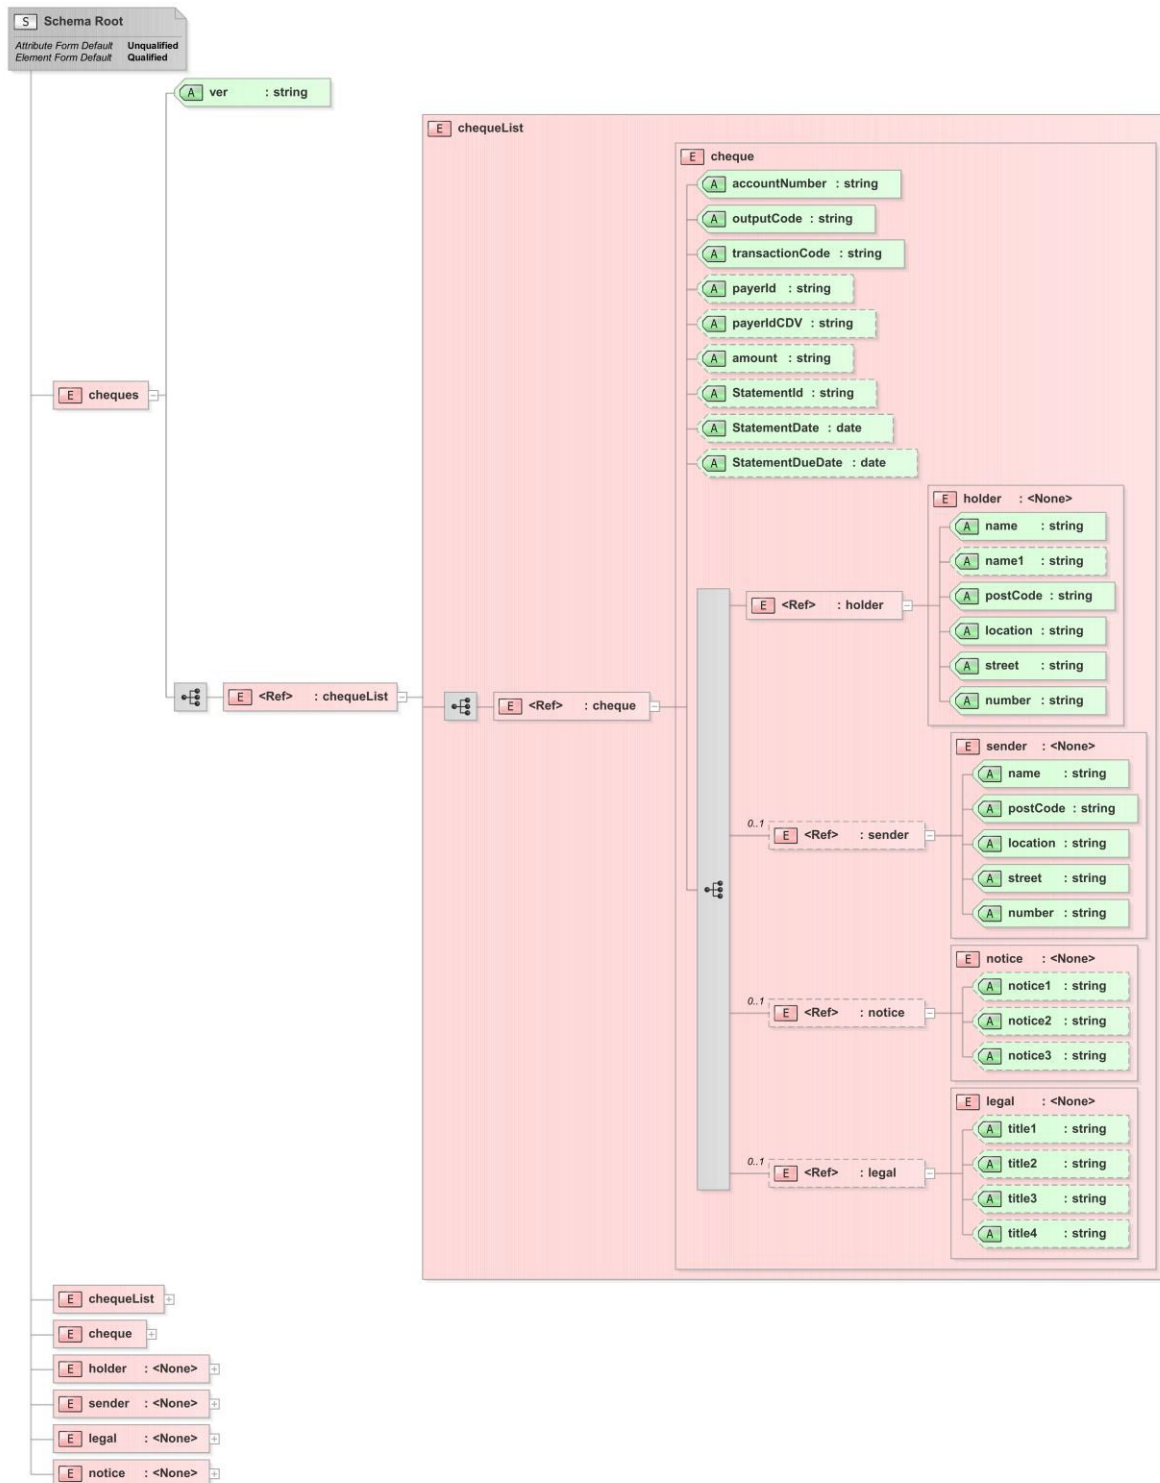 S Schema Root
Attribute Form Default Unqualified
Element Form Default Qualified
A ver : string
E chequeList
E cheque
A accountNumber : string
A outputCode : string
A transactionCode : string
A payerId : string
A payerIdCDV : string
A amount : string
E cheques
A StatementId : string
A StatementDate : date
A StatementDueDate : date
E holder : <None>
A name : string
A name1 : string
A postCode : string
E <Ref> : holder
A location : string
A street : string
A number : string
E <Ref> : chequeList
E <Ref> : cheque
E sender : <None>
A name : string
A postCode : string
0..1
E <Ref> : sender
A location : string
A street : string
A number : string
E notice : <None>
A notice1 : string
0..1
E <Ref> : notice
A notice2 : string
A notice3 : string
E legal : <None>
A title1 : string
0..1
E <Ref> : legal
A title2 : string
A title3 : string
A title4 : string
E chequeList
E cheque
E holder : <None>
E sender : <None>
E legal : <None>
E notice : <None>